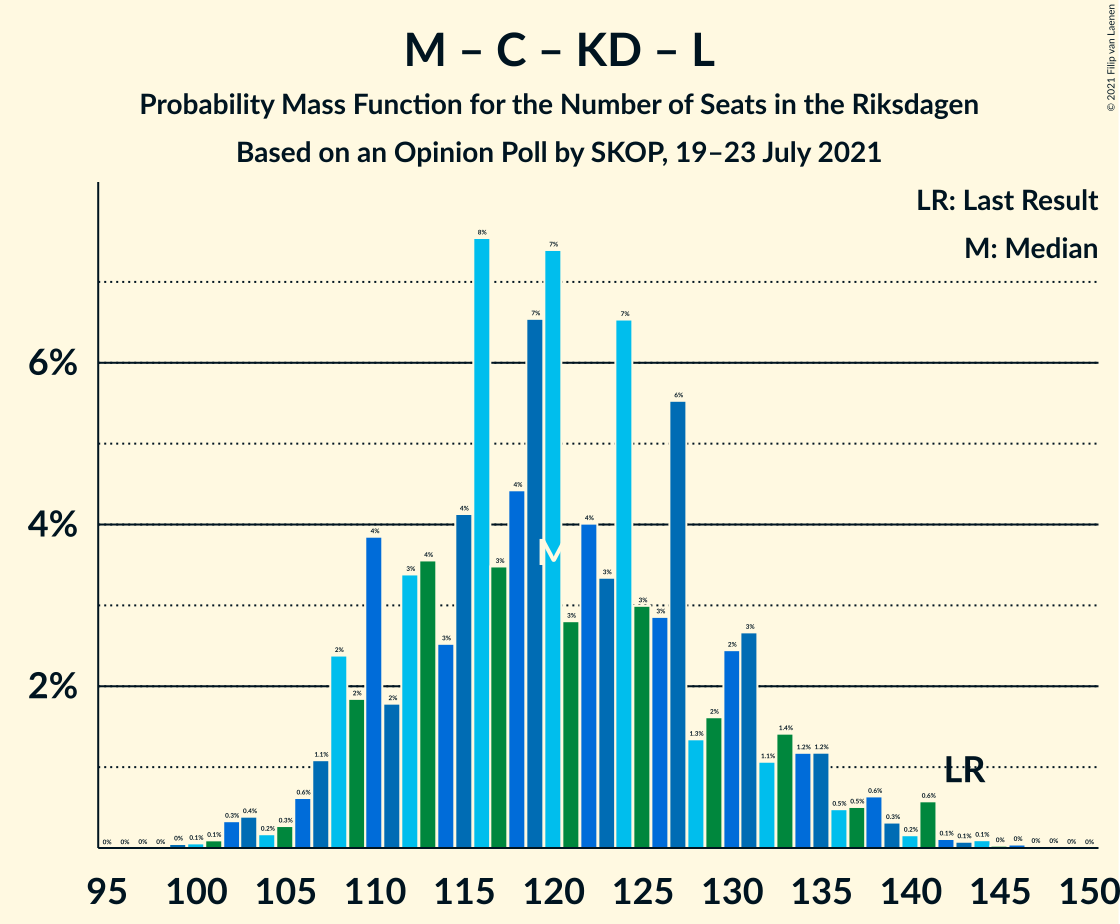 M – C – KD – L
Probability Mass Function for the Number of Seats in the Riksdagen
Based on an Opinion Poll by SKOP, 19–23 July 2021
© 2021 Filip van Laenen
LR: Last Result
M: Median
6%
4%
2%
0% 0% 0% 0% 0% 0.1% 0.1% 0.3% 0.4% 0.2% 0.3% 0.6% 1.1% 2% 2% 4% 2% 3% 4% 3% 4% 8% 3% 4% 7% 7% 3% 4% 3% 7% 3% 3% 6% 1.3% 2% 2% 3% 1.1% 1.4% 1.2% 1.2% 0.5% 0.5% 0.6% 0.3% 0.2% 0.6% 0.1% 0.1% 0.1% 0% 0% 0% 0% 0% 0%
M
LR
95 100 105 110 115 120 125 130 135 140 145 150